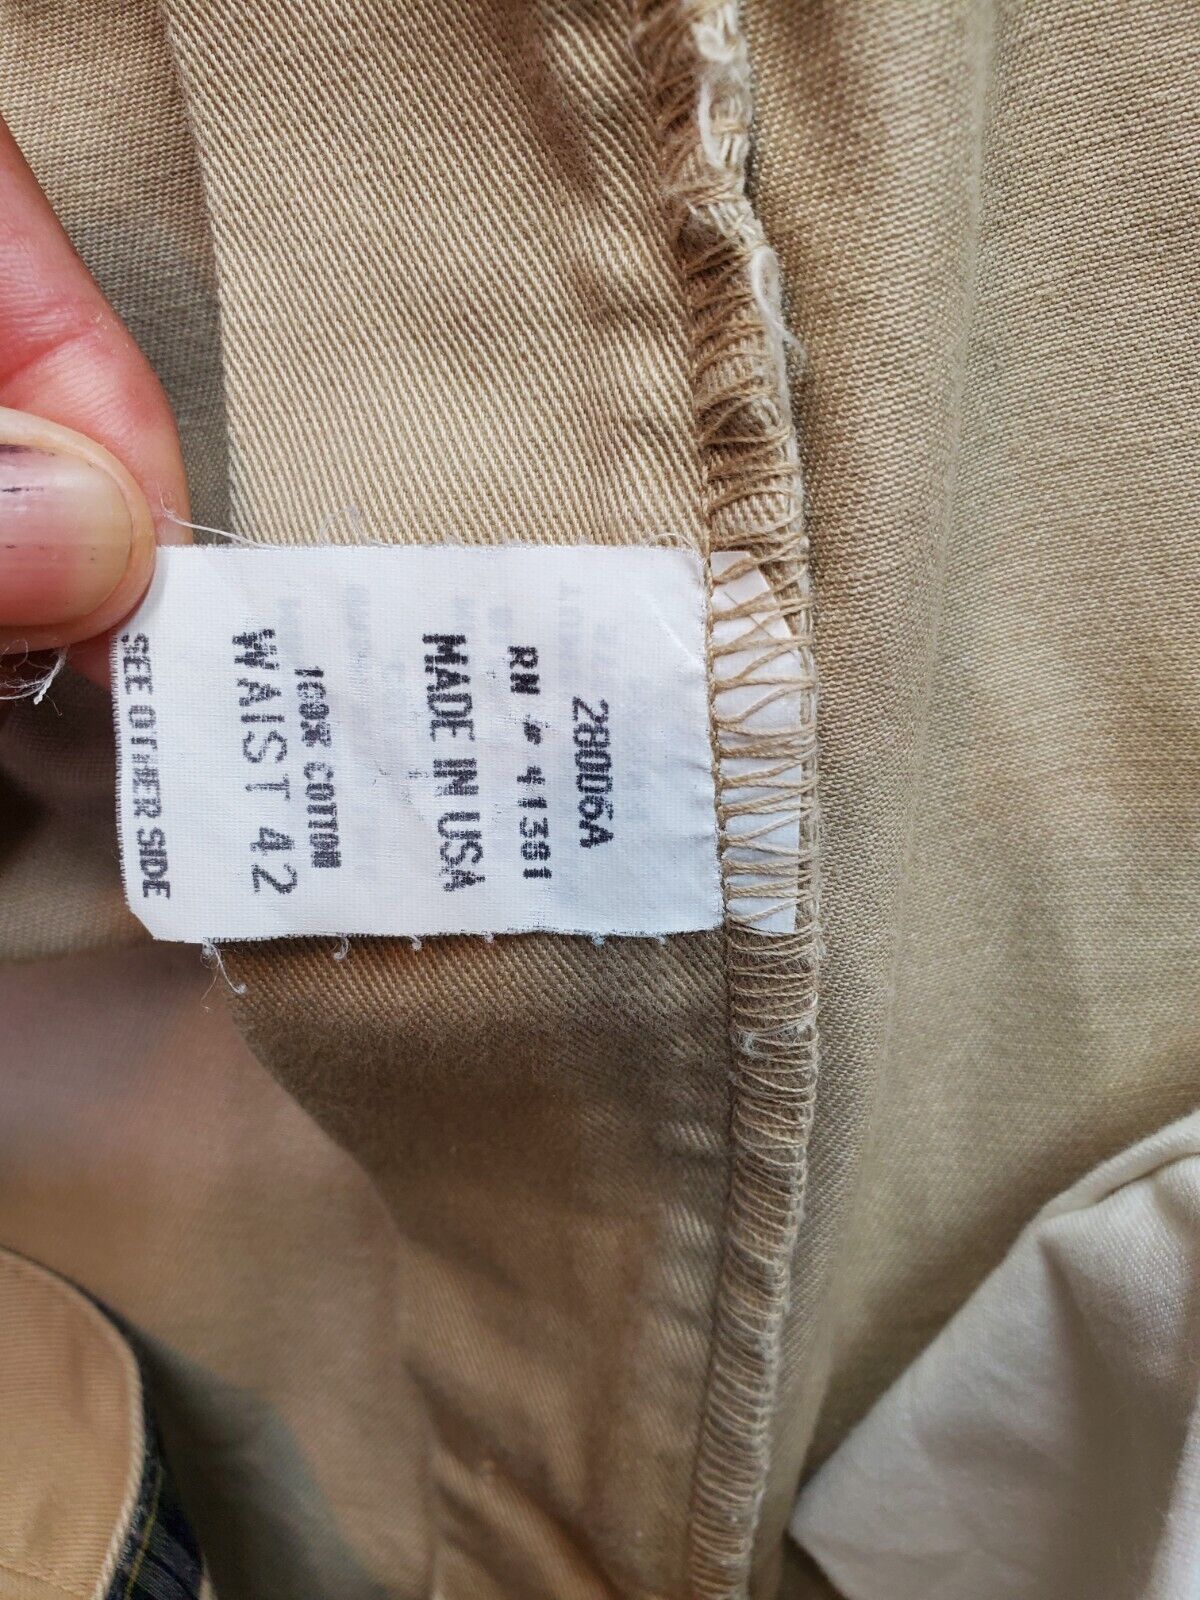 28006A
RN # 41381
MADE IN USA
100% COTTON
WAIST 42
SEE OTHER SIDE